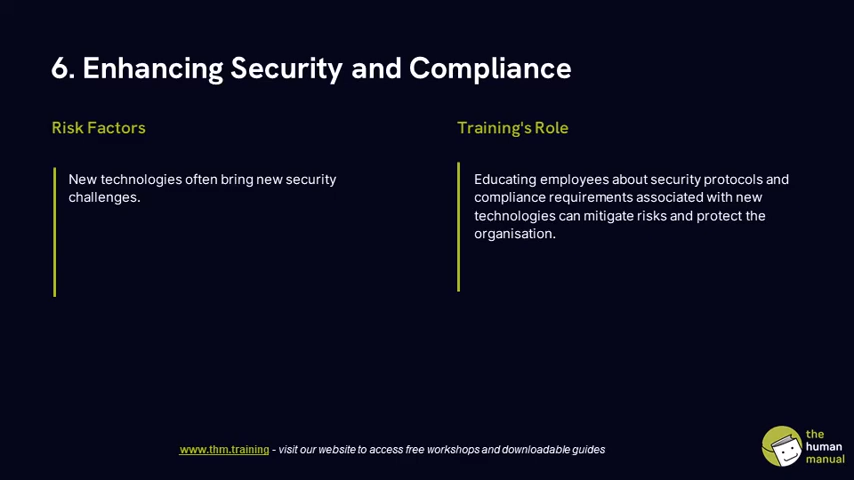 6. Enhancing Security and Compliance
Risk Factors
New technologies often bring new security
challenges.
Training's Role
Educating employees about security protocols and
compliance requirements associated with new
technologies can mitigate risks and protect the
organisation.
www.thm.training - visit our website to access free workshops and downloadable guides
the
human
manual